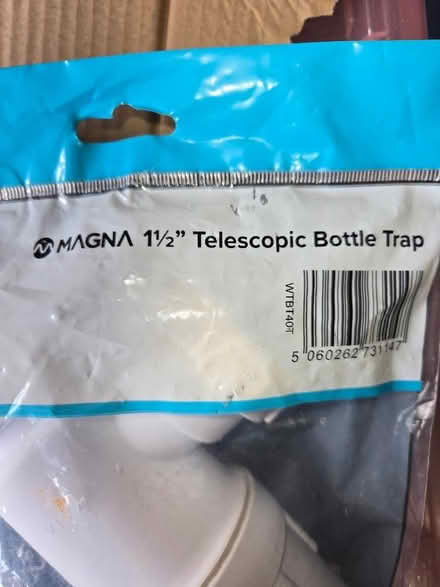 MAGNA 1½” Telescopic Bottle Trap
WTBT40T
5 060262 731147